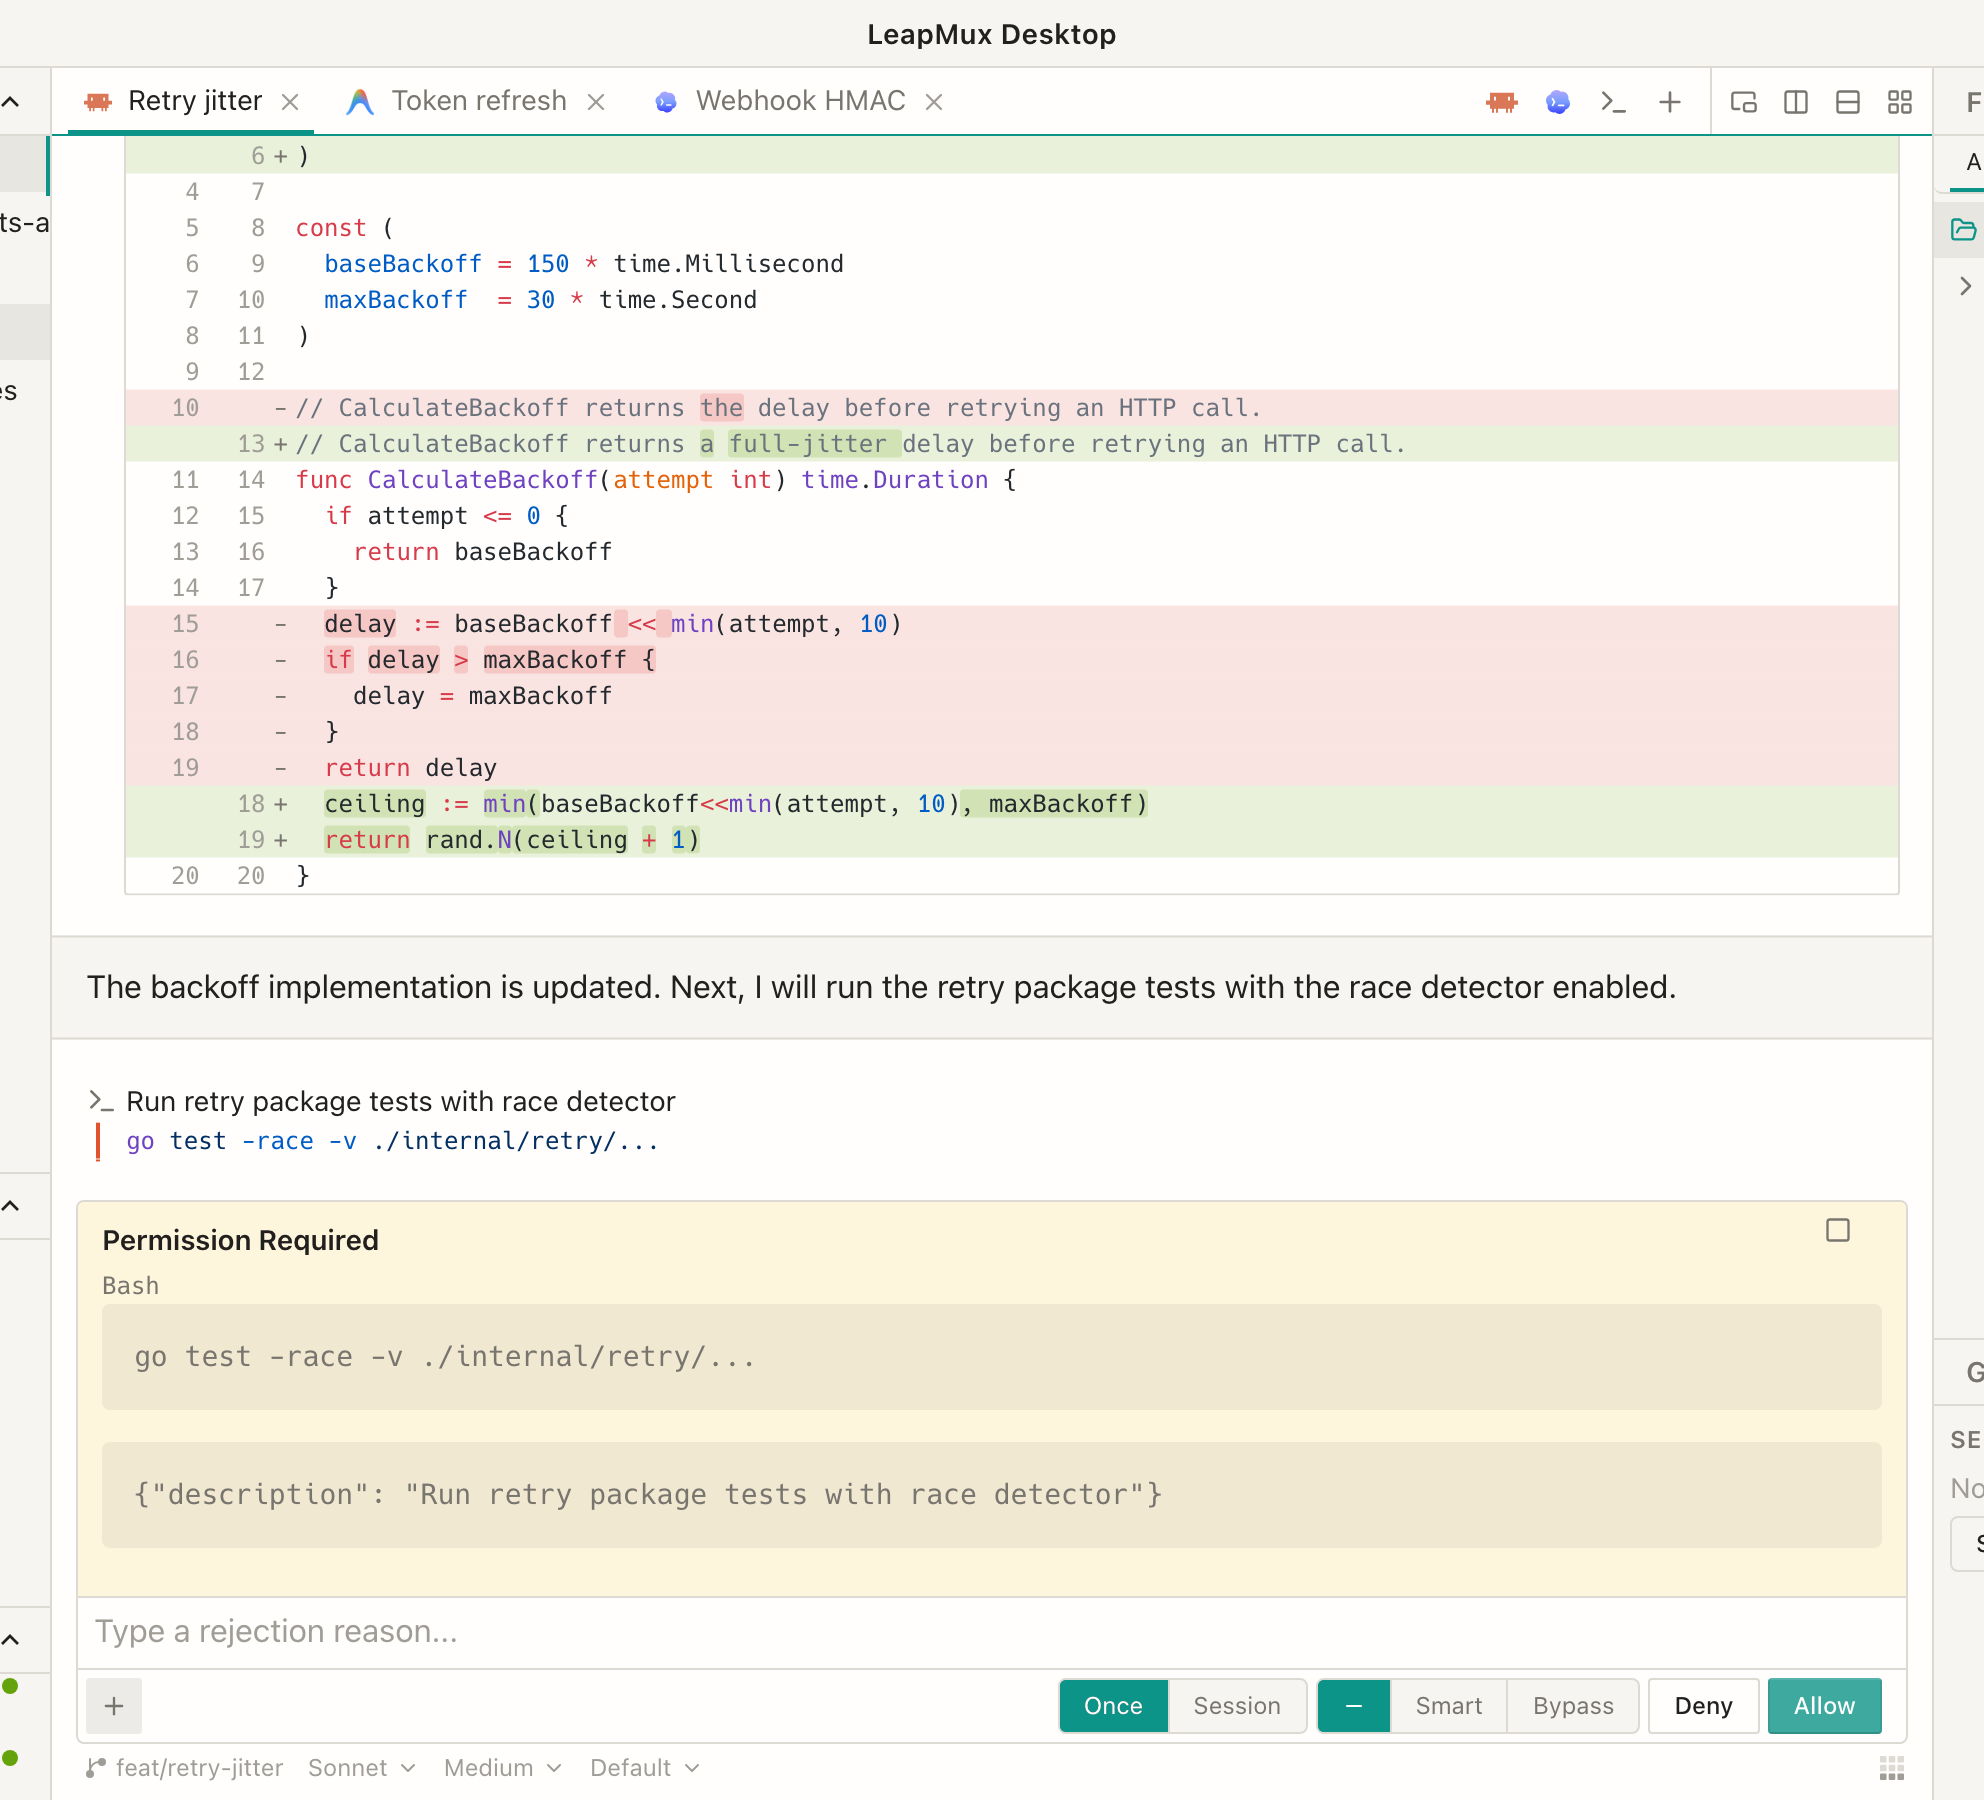 LeapMux Desktop
Retry jitter
Token refresh
Webhook HMAC
F
A
ts-a
es
6 + )
4 7
5 8 const (
6 9 baseBackoff = 150 * time.Millisecond
7 10 maxBackoff  = 30 * time.Second
8 11 )
9 12
10 - // CalculateBackoff returns the delay before retrying an HTTP call.
13 + // CalculateBackoff returns a full-jitter delay before retrying an HTTP call.
11 14 func CalculateBackoff(attempt int) time.Duration {
12 15 if attempt <= 0 {
13 16 return baseBackoff
14 17 }
15 - delay := baseBackoff << min(attempt, 10)
16 - if delay > maxBackoff {
17 - delay = maxBackoff
18 - }
19 - return delay
18 + ceiling := min(baseBackoff<<min(attempt, 10), maxBackoff)
19 + return rand.N(ceiling + 1)
20 20 }
The backoff implementation is updated. Next, I will run the retry package tests with the race detector enabled.
Run retry package tests with race detector
go test -race -v ./internal/retry/...
Permission Required
Bash
go test -race -v ./internal/retry/...
{"description": "Run retry package tests with race detector"}
Type a rejection reason...
Once Session – Smart Bypass Deny Allow
feat/retry-jitter Sonnet Medium Default
G
SE
No
S